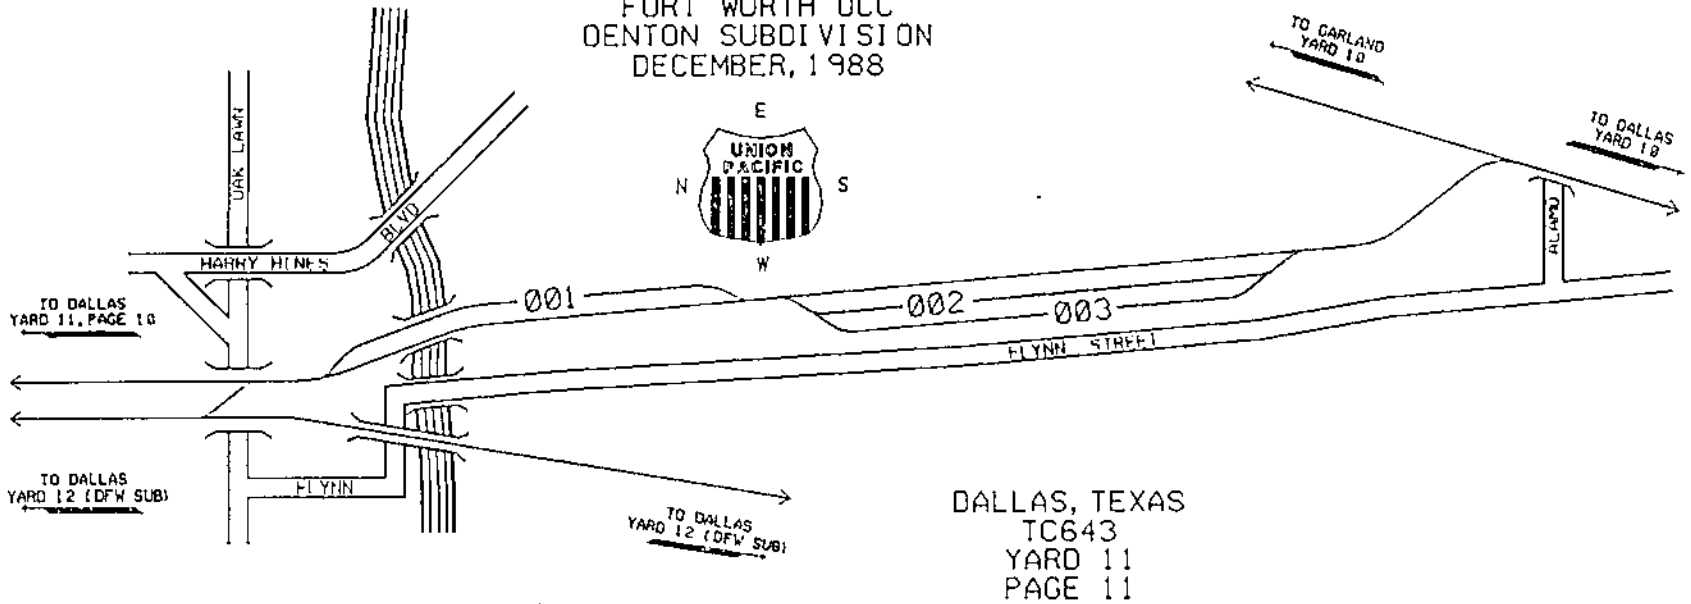 FORT WORTH OCC
DENTON SUBDIVISION
DECEMBER, 1988
TO GARLAND
YARD 10
TO DALLAS
YARD 10
E
UNION
PACIFIC
N
S
W
OAK LAWN
BLVD
HARRY HINES
ALAMO
TO DALLAS
YARD 11, PAGE 10
001
002
003
FLYNN STREET
TO DALLAS
YARD 12 (DFW SUB)
FLYNN
TO DALLAS
YARD 12 (DFW SUB)
DALLAS, TEXAS
TC643
YARD 11
PAGE 11